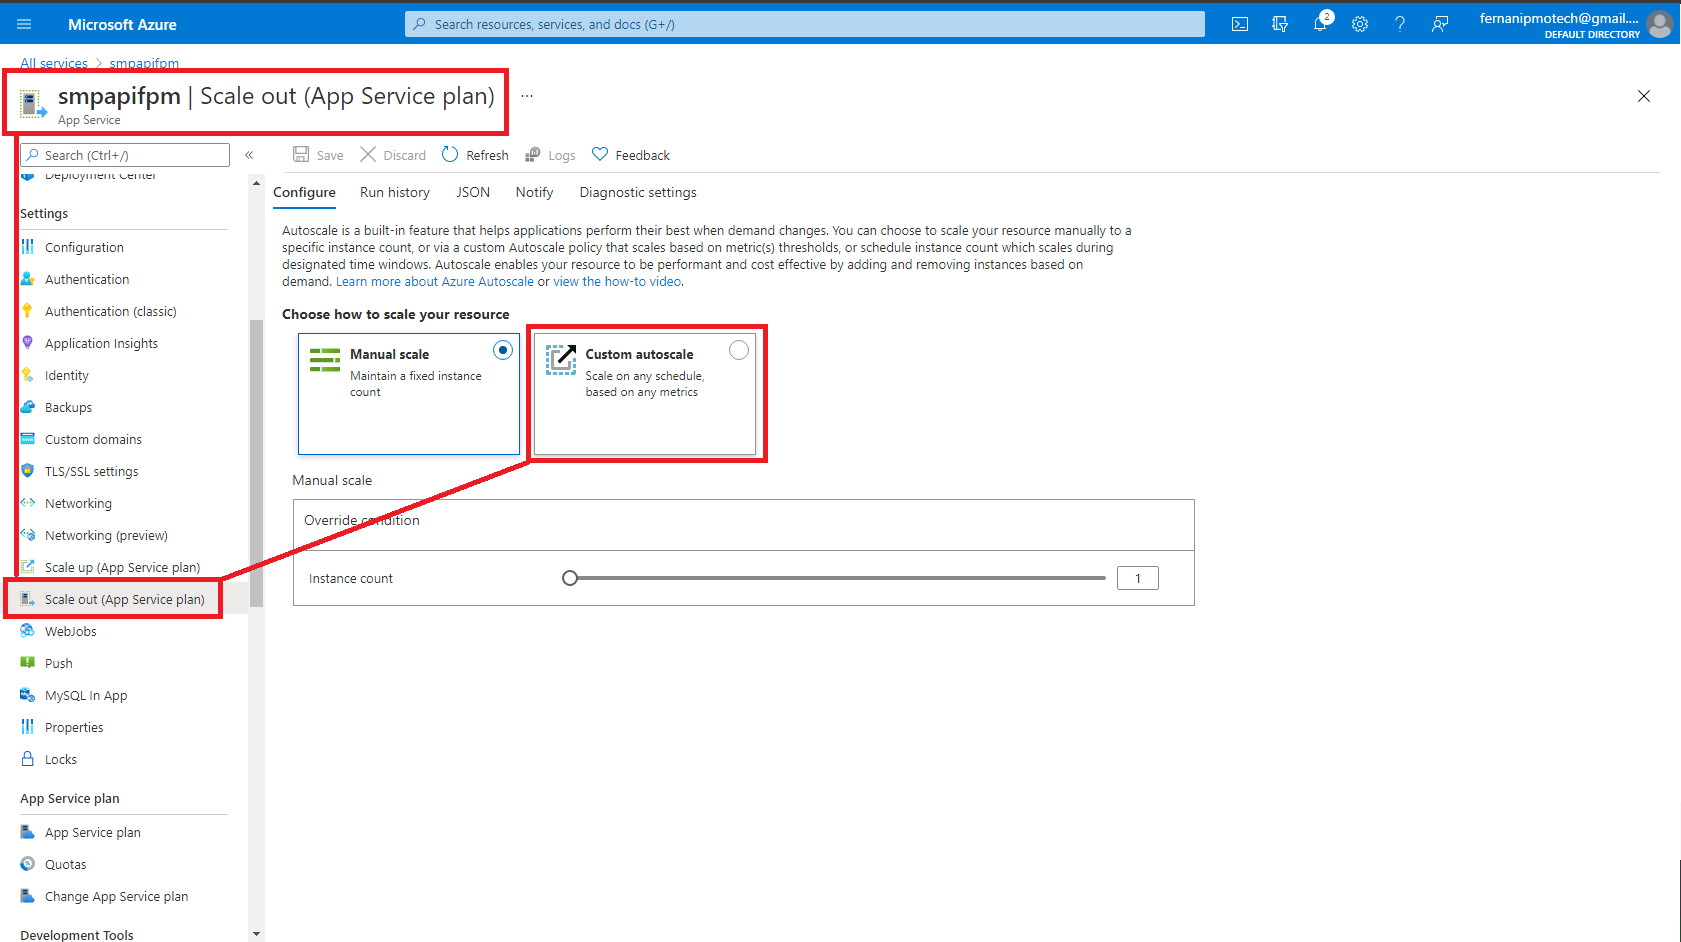 Microsoft Azure
Search resources, services, and docs (G+/)
2
fernanipmotech@gmail....
DEFAULT DIRECTORY
All services > smpapifpm
smpapifpm | Scale out (App Service plan) ...
App Service
Search (Ctrl+/)
«
Save
Discard
Refresh
Logs
Feedback
Deployment Center
Settings
Configuration
Authentication
Authentication (classic)
Application Insights
Identity
Backups
Custom domains
TLS/SSL settings
Networking
Networking (preview)
Scale up (App Service plan)
Scale out (App Service plan)
WebJobs
Push
MySQL In App
Properties
Locks
App Service plan
App Service plan
Quotas
Change App Service plan
Development Tools
Configure
Run history
JSON
Notify
Diagnostic settings
Autoscale is a built-in feature that helps applications perform their best when demand changes. You can choose to scale your resource manually to a
specific instance count, or via a custom Autoscale policy that scales based on metric(s) thresholds, or schedule instance count which scales during
designated time windows. Autoscale enables your resource to be performant and cost effective by adding and removing instances based on
demand. Learn more about Azure Autoscale or view the how-to video.
Choose how to scale your resource
Manual scale
Maintain a fixed instance
count
Custom autoscale
Scale on any schedule,
based on any metrics
Manual scale
Override condition
Instance count
1